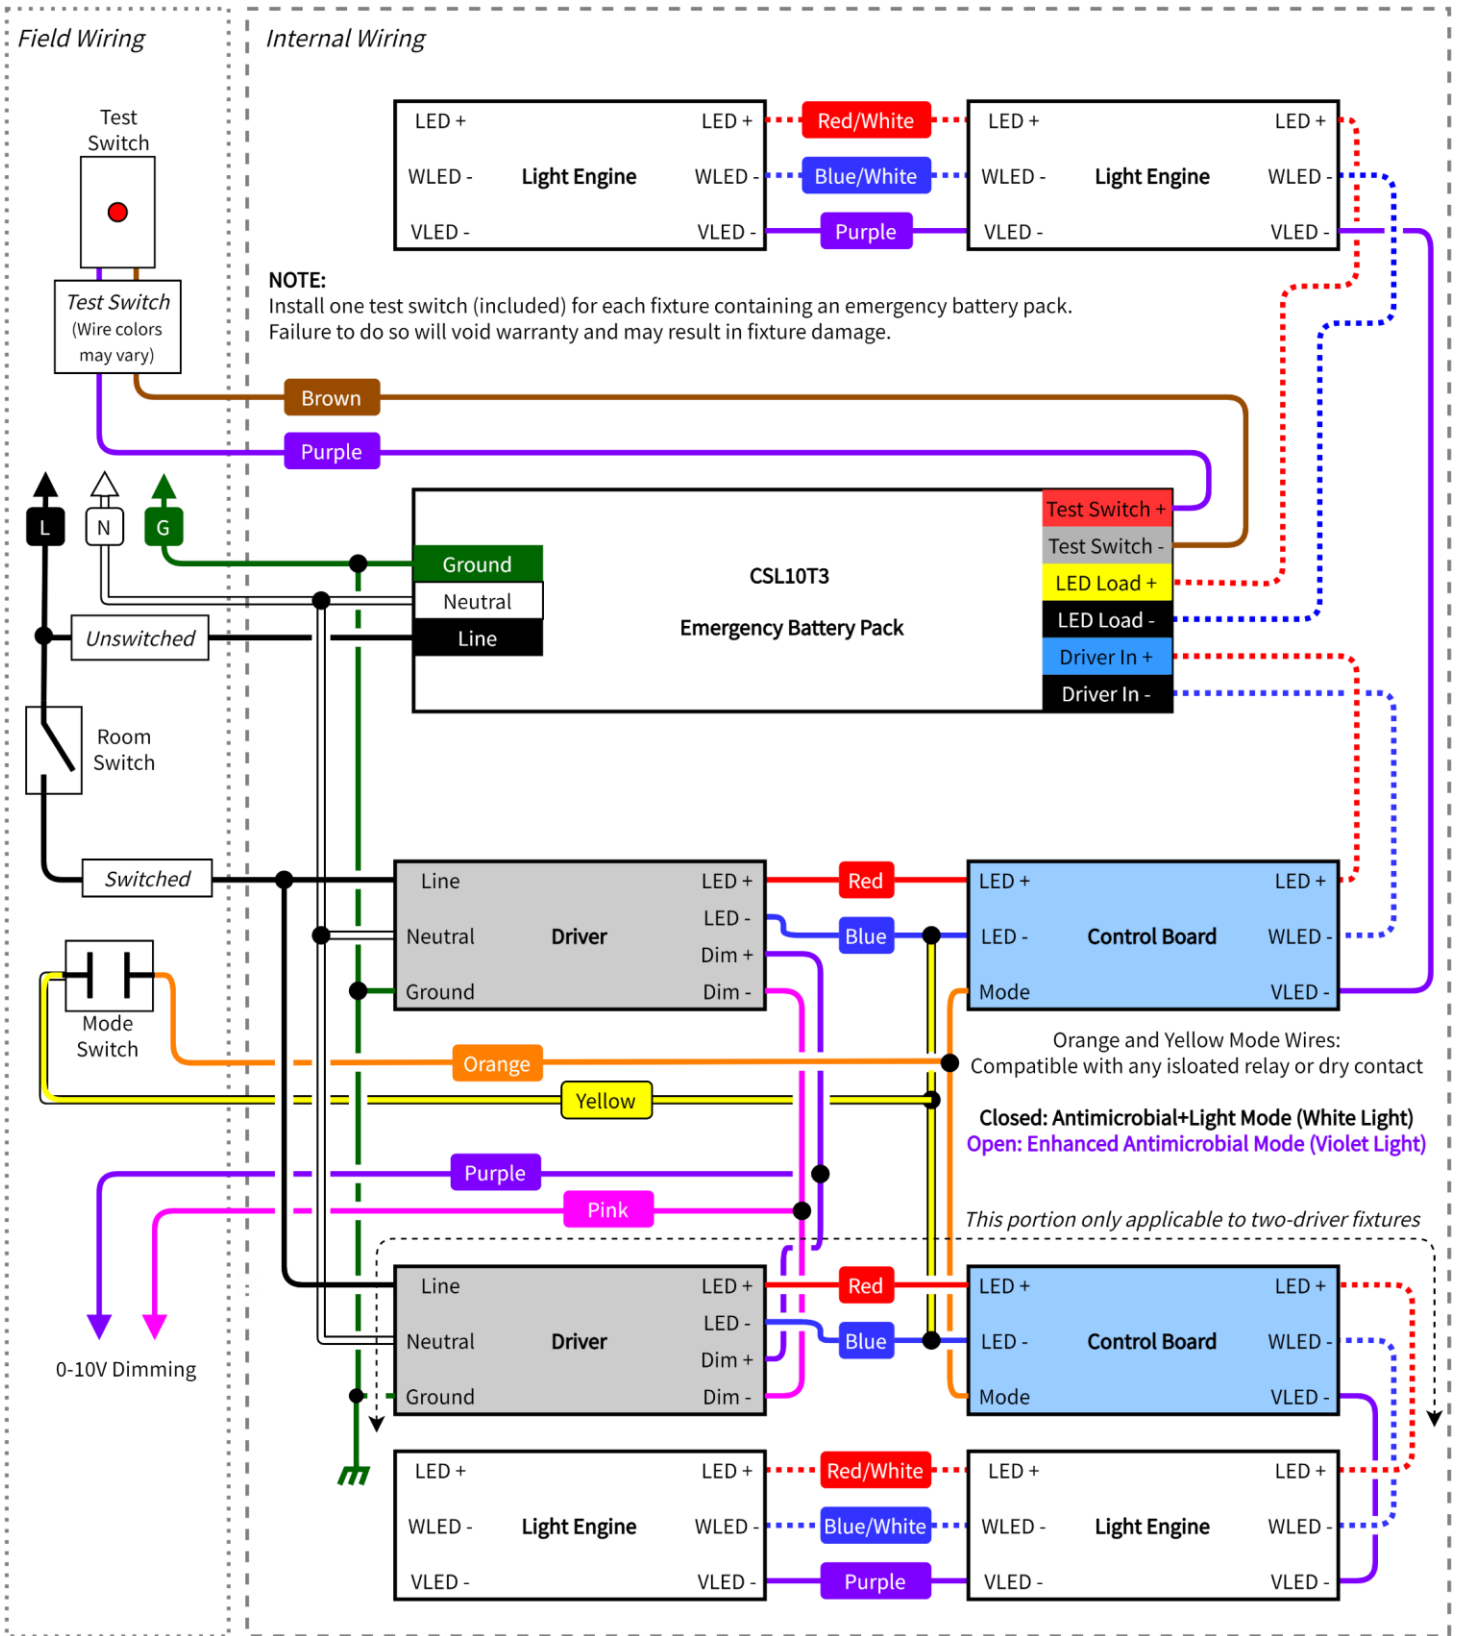 Field Wiring
Internal Wiring
Test
Switch
LED +
LED +
Red/White
LED +
LED +
WLED -
Light Engine
WLED -
Blue/White
WLED -
Light Engine
WLED -
VLED -
VLED -
Purple
VLED -
VLED -
NOTE:
Install one test switch (included) for each fixture containing an emergency battery pack.
Failure to do so will void warranty and may result in fixture damage.
Test Switch
(Wire colors
may vary)
Brown
Purple
L
N
G
Test Switch +
Test Switch -
LED Load +
LED Load -
Driver In +
Driver In -
Ground
Neutral
Line
CSL10T3
Emergency Battery Pack
Unswitched
Room
Switch
Switched
Line
LED +
Red
LED +
LED +
LED -
Neutral
Driver
Blue
LED -
Control Board
WLED -
Dim +
Ground
Dim -
Mode
VLED -
Mode
Switch
Orange
Orange and Yellow Mode Wires:
Compatible with any isloated relay or dry contact
Yellow
Closed: Antimicrobial+Light Mode (White Light)
Open: Enhanced Antimicrobial Mode (Violet Light)
Purple
Pink
This portion only applicable to two-driver fixtures
Line
LED +
Red
LED +
LED +
LED -
Neutral
Driver
Blue
LED -
Control Board
WLED -
Dim +
0-10V Dimming
Ground
Dim -
Mode
VLED -
LED +
LED +
Red/White
LED +
LED +
WLED -
Light Engine
WLED -
Blue/White
WLED -
Light Engine
WLED -
VLED -
VLED -
Purple
VLED -
VLED -